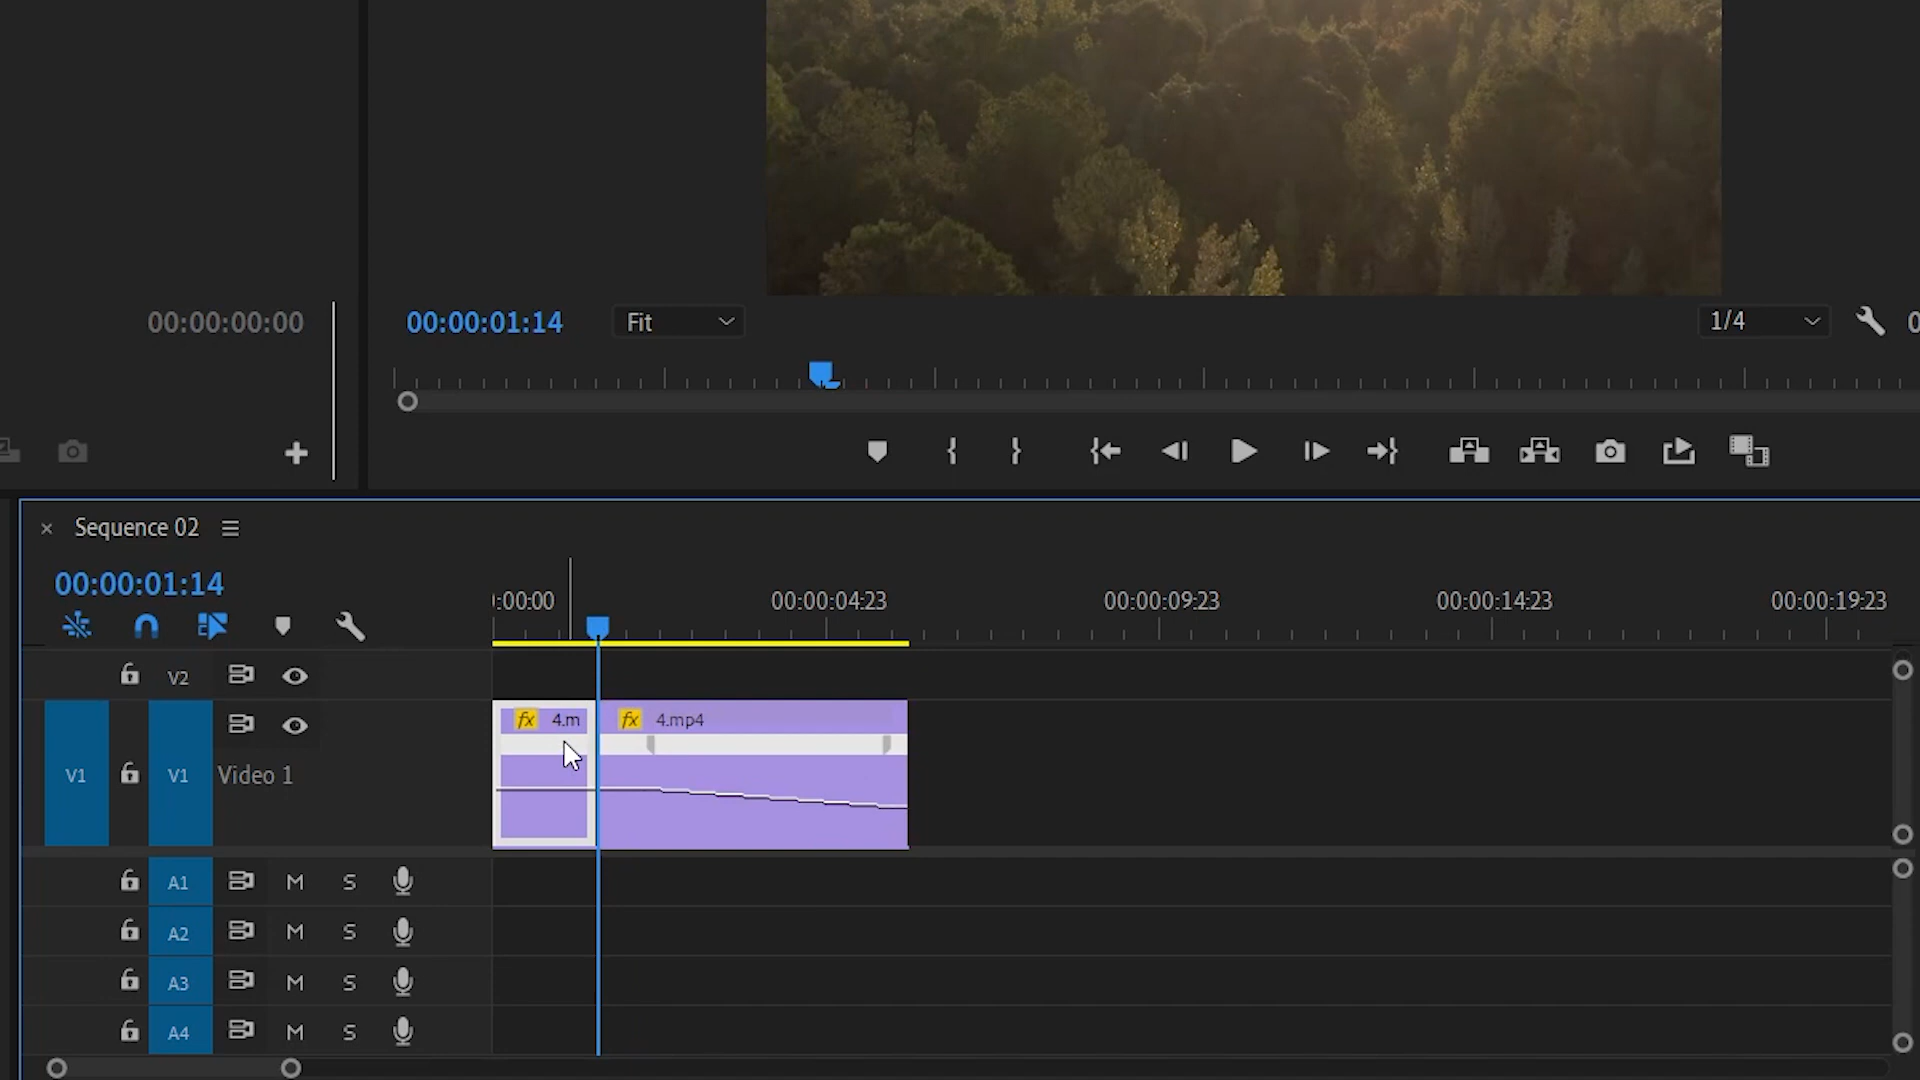 00:00:00:00
00:00:01:14
Fit
1/4
Sequence 02
00:00:01:14
:00:00
00:00:04:23
00:00:09:23
00:00:14:23
00:00:19:23
V2
fx 4.m
fx 4.mp4
V1
V1
Video 1
A1 M S
A2 M S
A3 M S
A4 M S